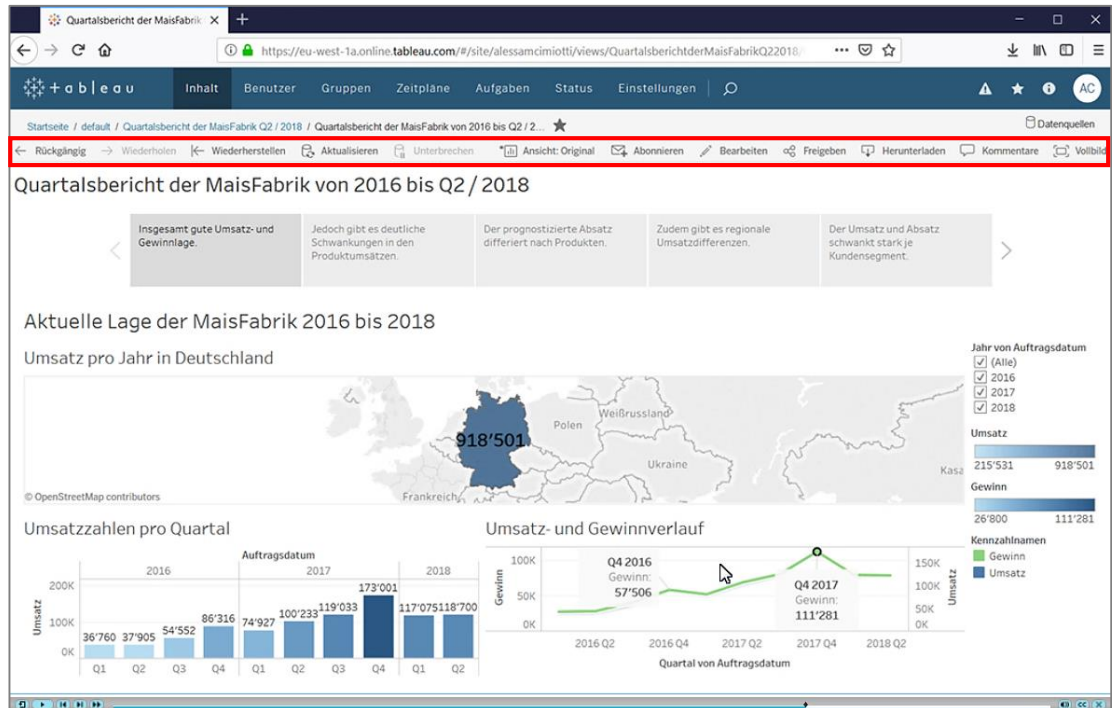 Quartalsbericht der MaisFabrik
https://eu-west-1a.online.tableau.com/#/site/alessamcimiotti/views/QuartalsberichtderMaisFabrikQ22018/
+ a b l e a u Inhalt Benutzer Gruppen Zeitpläne Aufgaben Status Einstellungen AC
Startseite / default / Quartalsbericht der MaisFabrik Q2 / 2018 / Quartalsbericht der MaisFabrik von 2016 bis Q2 / 2... Datenquellen
Rückgängig Wiederholen Wiederherstellen Aktualisieren Unterbrechen Ansicht: Original Abonnieren Bearbeiten Freigeben Herunterladen Kommentare Vollbild
Quartalsbericht der MaisFabrik von 2016 bis Q2 / 2018
Insgesamt gute Umsatz- und
Gewinnlage.
Jedoch gibt es deutliche
Schwankungen in den
Produktumsätzen.
Der prognostizierte Absatz
differiert nach Produkten.
Zudem gibt es regionale
Umsatzdifferenzen.
Der Umsatz und Absatz
schwankt stark je
Kundensegment.
Aktuelle Lage der MaisFabrik 2016 bis 2018
Umsatz pro Jahr in Deutschland
918'501
Polen
Weißrussland
Ukraine
Kasa
Frankreich
© OpenStreetMap contributors
Jahr von Auftragsdatum
(Alle)
2016
2017
2018
Umsatz
215'531 918'501
Gewinn
26'800 111'281
Kennzahlnamen
Gewinn
Umsatz
Umsatzzahlen pro Quartal
Auftragsdatum
2016 2017 2018
Umsatz
200K
100K
0K
36'760 37'905 54'552 86'316 74'927 100'233 119'033 173'001 117'075 118'700
Q1 Q2 Q3 Q4 Q1 Q2 Q3 Q4 Q1 Q2
Umsatz- und Gewinnverlauf
Gewinn
100K
50K
0K
Q4 2016
Gewinn:
57'506
Q4 2017
Gewinn:
111'281
150K
100K
50K
0K
Umsatz
2016 Q2 2016 Q4 2017 Q2 2017 Q4 2018 Q2
Quartal von Auftragsdatum
CC